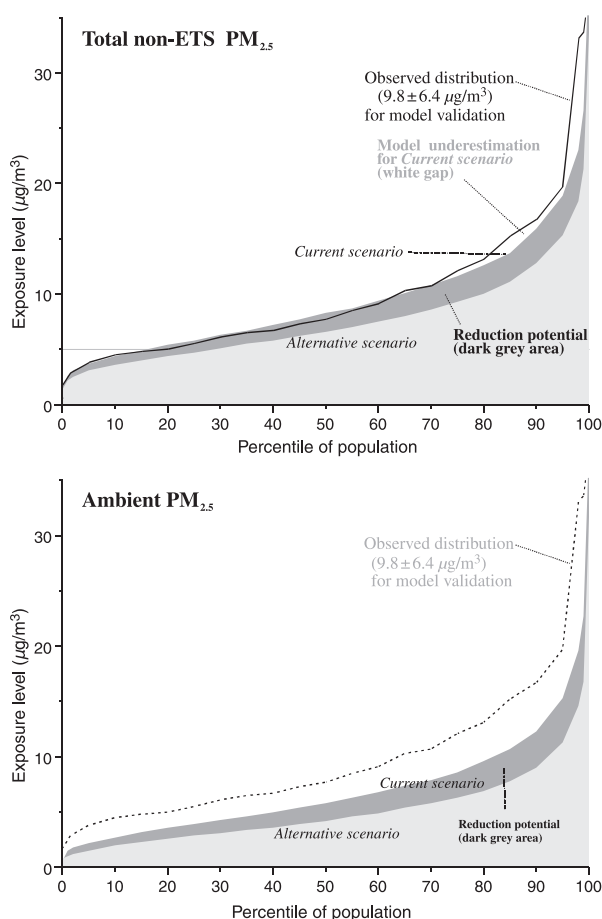 Total non-ETS PM2.5
30
20
10
0
Exposure level (µg/m³)
Observed distribution
(9.8±6.4 µg/m³)
for model validation
Model underestimation
for Current scenario
(white gap)
Current scenario
Alternative scenario
Reduction potential
(dark grey area)
0 10 20 30 40 50 60 70 80 90 100
Percentile of population
Ambient PM2.5
30
20
10
0
Exposure level (µg/m³)
Observed distribution
(9.8±6.4 µg/m³)
for model validation
Current scenario
Alternative scenario
Reduction potential
(dark grey area)
0 10 20 30 40 50 60 70 80 90 100
Percentile of population